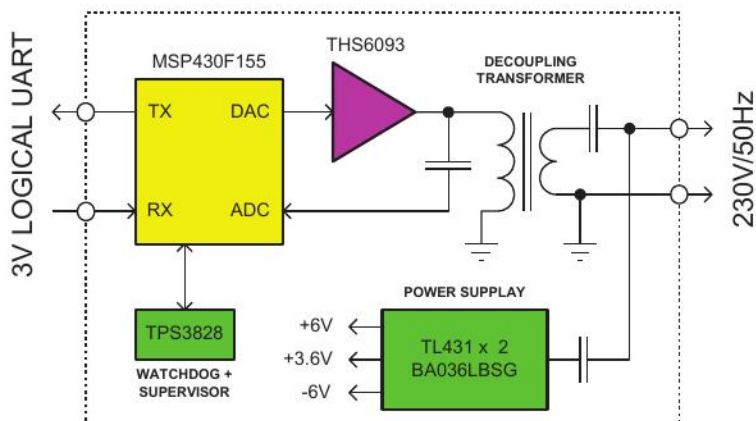 3V LOGICAL UART
MSP430F155
THS6093
DECOUPLING
TRANSFORMER
TX
DAC
RX
ADC
230V/50Hz
TPS3828
WATCHDOG +
SUPERVISOR
POWER SUPPLAY
+6V
+3.6V
-6V
TL431 x 2
BA036LBSG